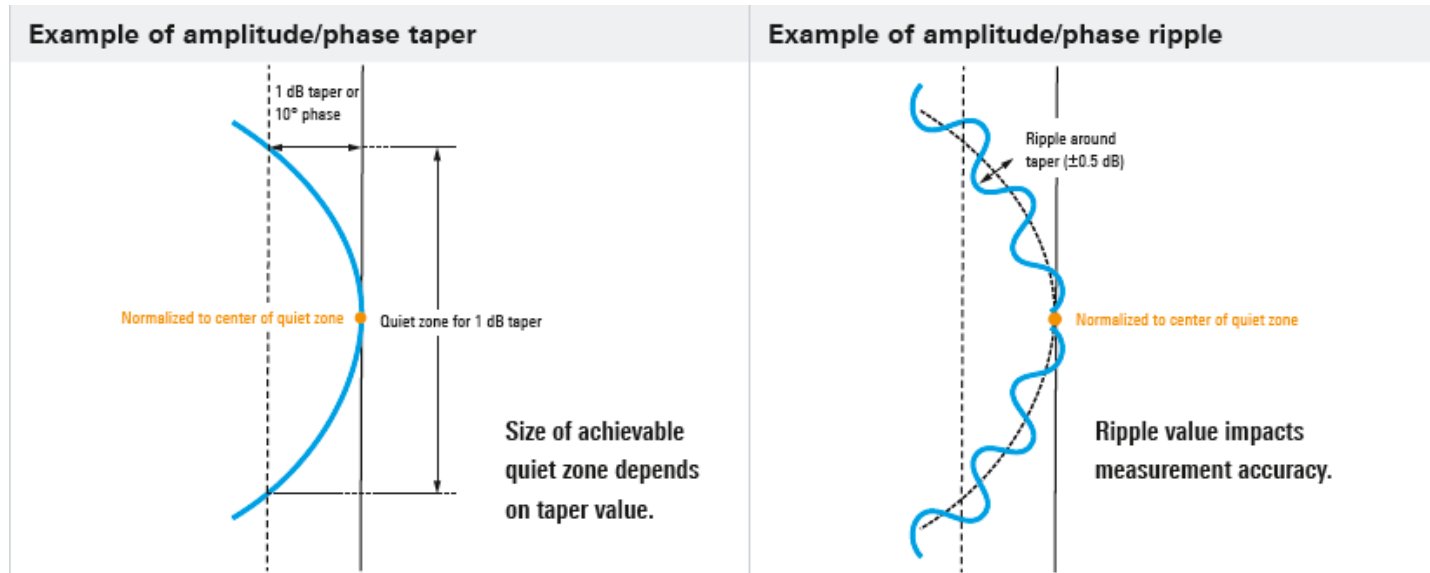 Example of amplitude/phase taper
1 dB taper or
10° phase
Normalized to center of quiet zone
Quiet zone for 1 dB taper
Size of achievable
quiet zone depends
on taper value.
Example of amplitude/phase ripple
Ripple around
taper (±0.5 dB)
Normalized to center of quiet zone
Ripple value impacts
measurement accuracy.